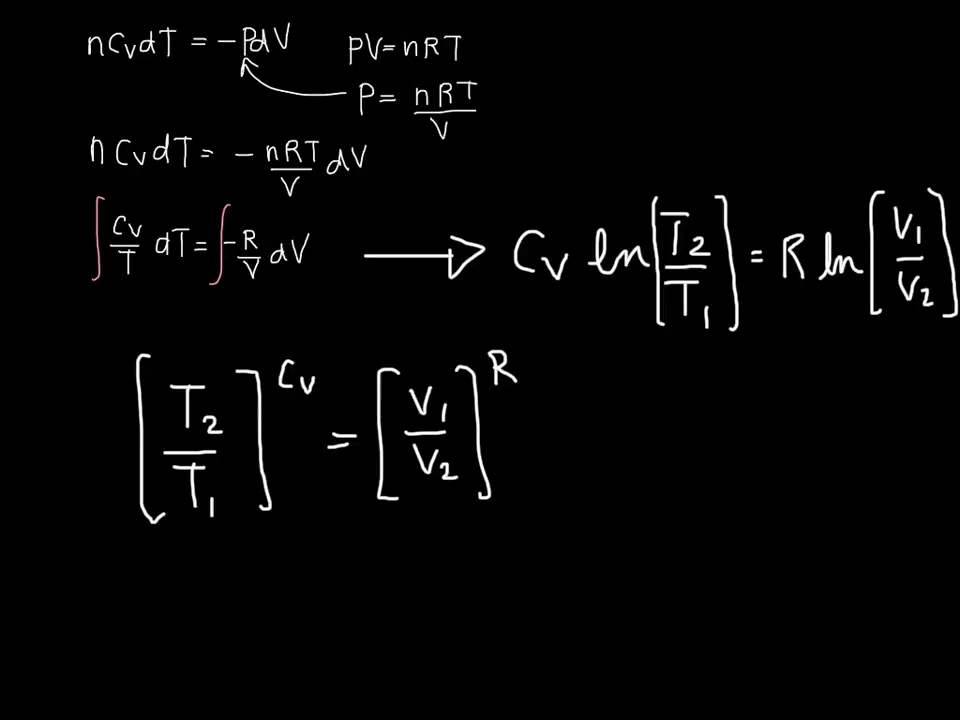 nCvdT = -PdV PV = nRT
P = nRT/V
nCvdT = - nRT/V dV
∫ Cv/T dT = ∫ -R/V dV → Cv ln[T2/T1] = R ln[V1/V2]
[T2/T1]^Cv = [V1/V2]^R